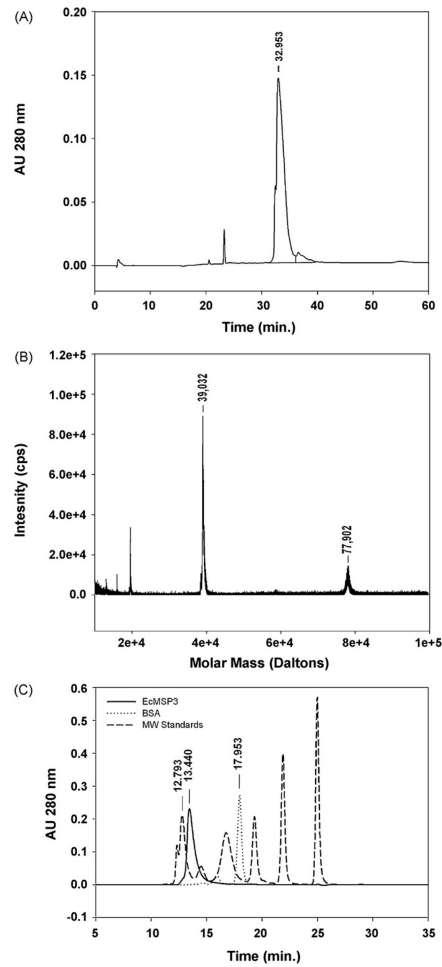 (A)
0.20
0.15
0.10
0.05
0.00
AU 280 nm
32.953
0 10 20 30 40 50 60
Time (min.)
(B)
1.2e+5
1.0e+5
8.0e+4
6.0e+4
4.0e+4
2.0e+4
0.0
Intesnity (cps)
39,032
77,902
2e+4 4e+4 6e+4 8e+4 1e+5
Molar Mass (Daltons)
(C)
0.6
0.5
0.4
0.3
0.2
0.1
0.0
-0.1
AU 280 nm
EcMSP3
BSA
MW Standards
12.793
13.440
17.953
5 10 15 20 25 30 35
Time (min.)